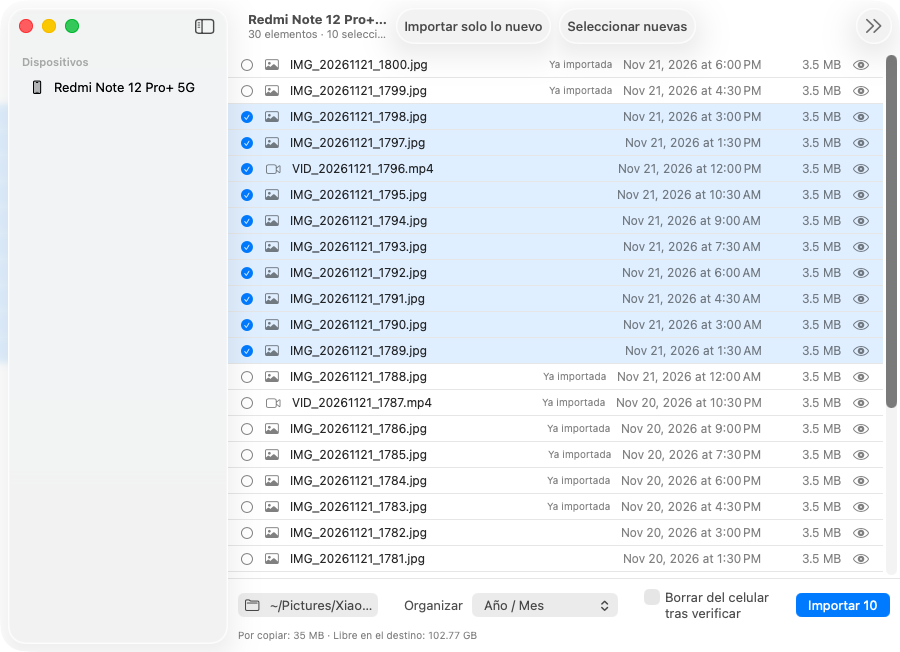 Redmi Note 12 Pro+...
30 elementos · 10 selecci...
Importar solo lo nuevo
Seleccionar nuevas
Dispositivos
Redmi Note 12 Pro+ 5G
IMG_20261121_1800.jpg Ya importada Nov 21, 2026 at 6:00 PM 3.5 MB
IMG_20261121_1799.jpg Ya importada Nov 21, 2026 at 4:30 PM 3.5 MB
IMG_20261121_1798.jpg Nov 21, 2026 at 3:00 PM 3.5 MB
IMG_20261121_1797.jpg Nov 21, 2026 at 1:30 PM 3.5 MB
VID_20261121_1796.mp4 Nov 21, 2026 at 12:00 PM 3.5 MB
IMG_20261121_1795.jpg Nov 21, 2026 at 10:30 AM 3.5 MB
IMG_20261121_1794.jpg Nov 21, 2026 at 9:00 AM 3.5 MB
IMG_20261121_1793.jpg Nov 21, 2026 at 7:30 AM 3.5 MB
IMG_20261121_1792.jpg Nov 21, 2026 at 6:00 AM 3.5 MB
IMG_20261121_1791.jpg Nov 21, 2026 at 4:30 AM 3.5 MB
IMG_20261121_1790.jpg Nov 21, 2026 at 3:00 AM 3.5 MB
IMG_20261121_1789.jpg Nov 21, 2026 at 1:30 AM 3.5 MB
IMG_20261121_1788.jpg Ya importada Nov 21, 2026 at 12:00 AM 3.5 MB
VID_20261121_1787.mp4 Ya importada Nov 20, 2026 at 10:30 PM 3.5 MB
IMG_20261121_1786.jpg Ya importada Nov 20, 2026 at 9:00 PM 3.5 MB
IMG_20261121_1785.jpg Ya importada Nov 20, 2026 at 7:30 PM 3.5 MB
IMG_20261121_1784.jpg Ya importada Nov 20, 2026 at 6:00 PM 3.5 MB
IMG_20261121_1783.jpg Ya importada Nov 20, 2026 at 4:30 PM 3.5 MB
IMG_20261121_1782.jpg Nov 20, 2026 at 3:00 PM 3.5 MB
IMG_20261121_1781.jpg Nov 20, 2026 at 1:30 PM 3.5 MB
~/Pictures/Xiao... Organizar Año / Mes
Borrar del celular
tras verificar
Importar 10
Por copiar: 35 MB · Libre en el destino: 102.77 GB